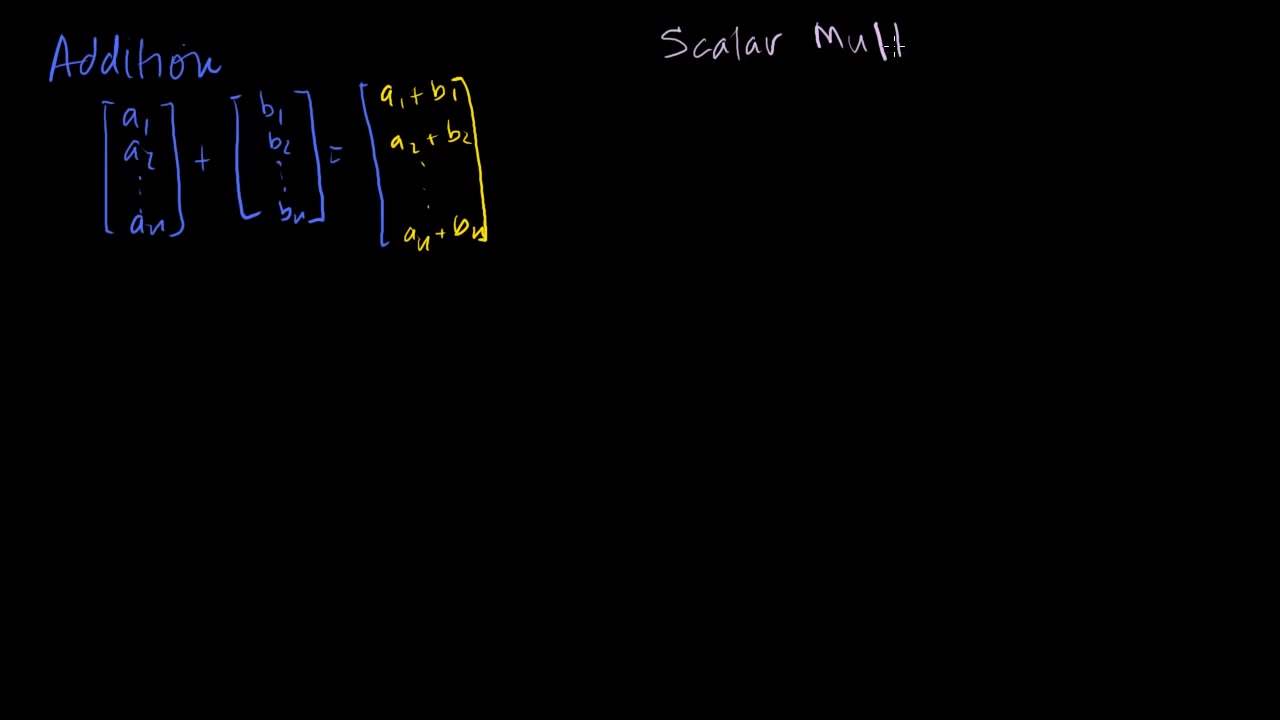 Addition
[a₁ a₂ ⋮ aₙ] + [b₁ b₂ ⋮ bₙ] = [a₁ + b₁ a₂ + b₂ ⋮ aₙ + bₙ]
Scalar Mult